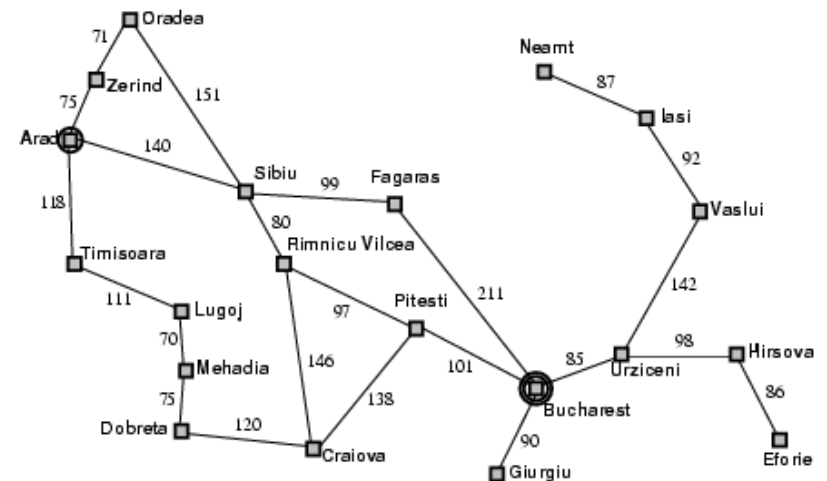 Oradea
71
Neamt
Zerind
87
75
151
Iasi
Arad
140
92
Sibiu
99
Fagaras
118
80
Vaslui
Timisoara
Rimnicu Vilcea
142
111
211
Lugoj
97
Pitesti
70
98
Hirsova
146
101
85
Urziceni
Mehadia
138
86
75
Bucharest
120
90
Dobreta
Craiova
Eforie
Giurgiu